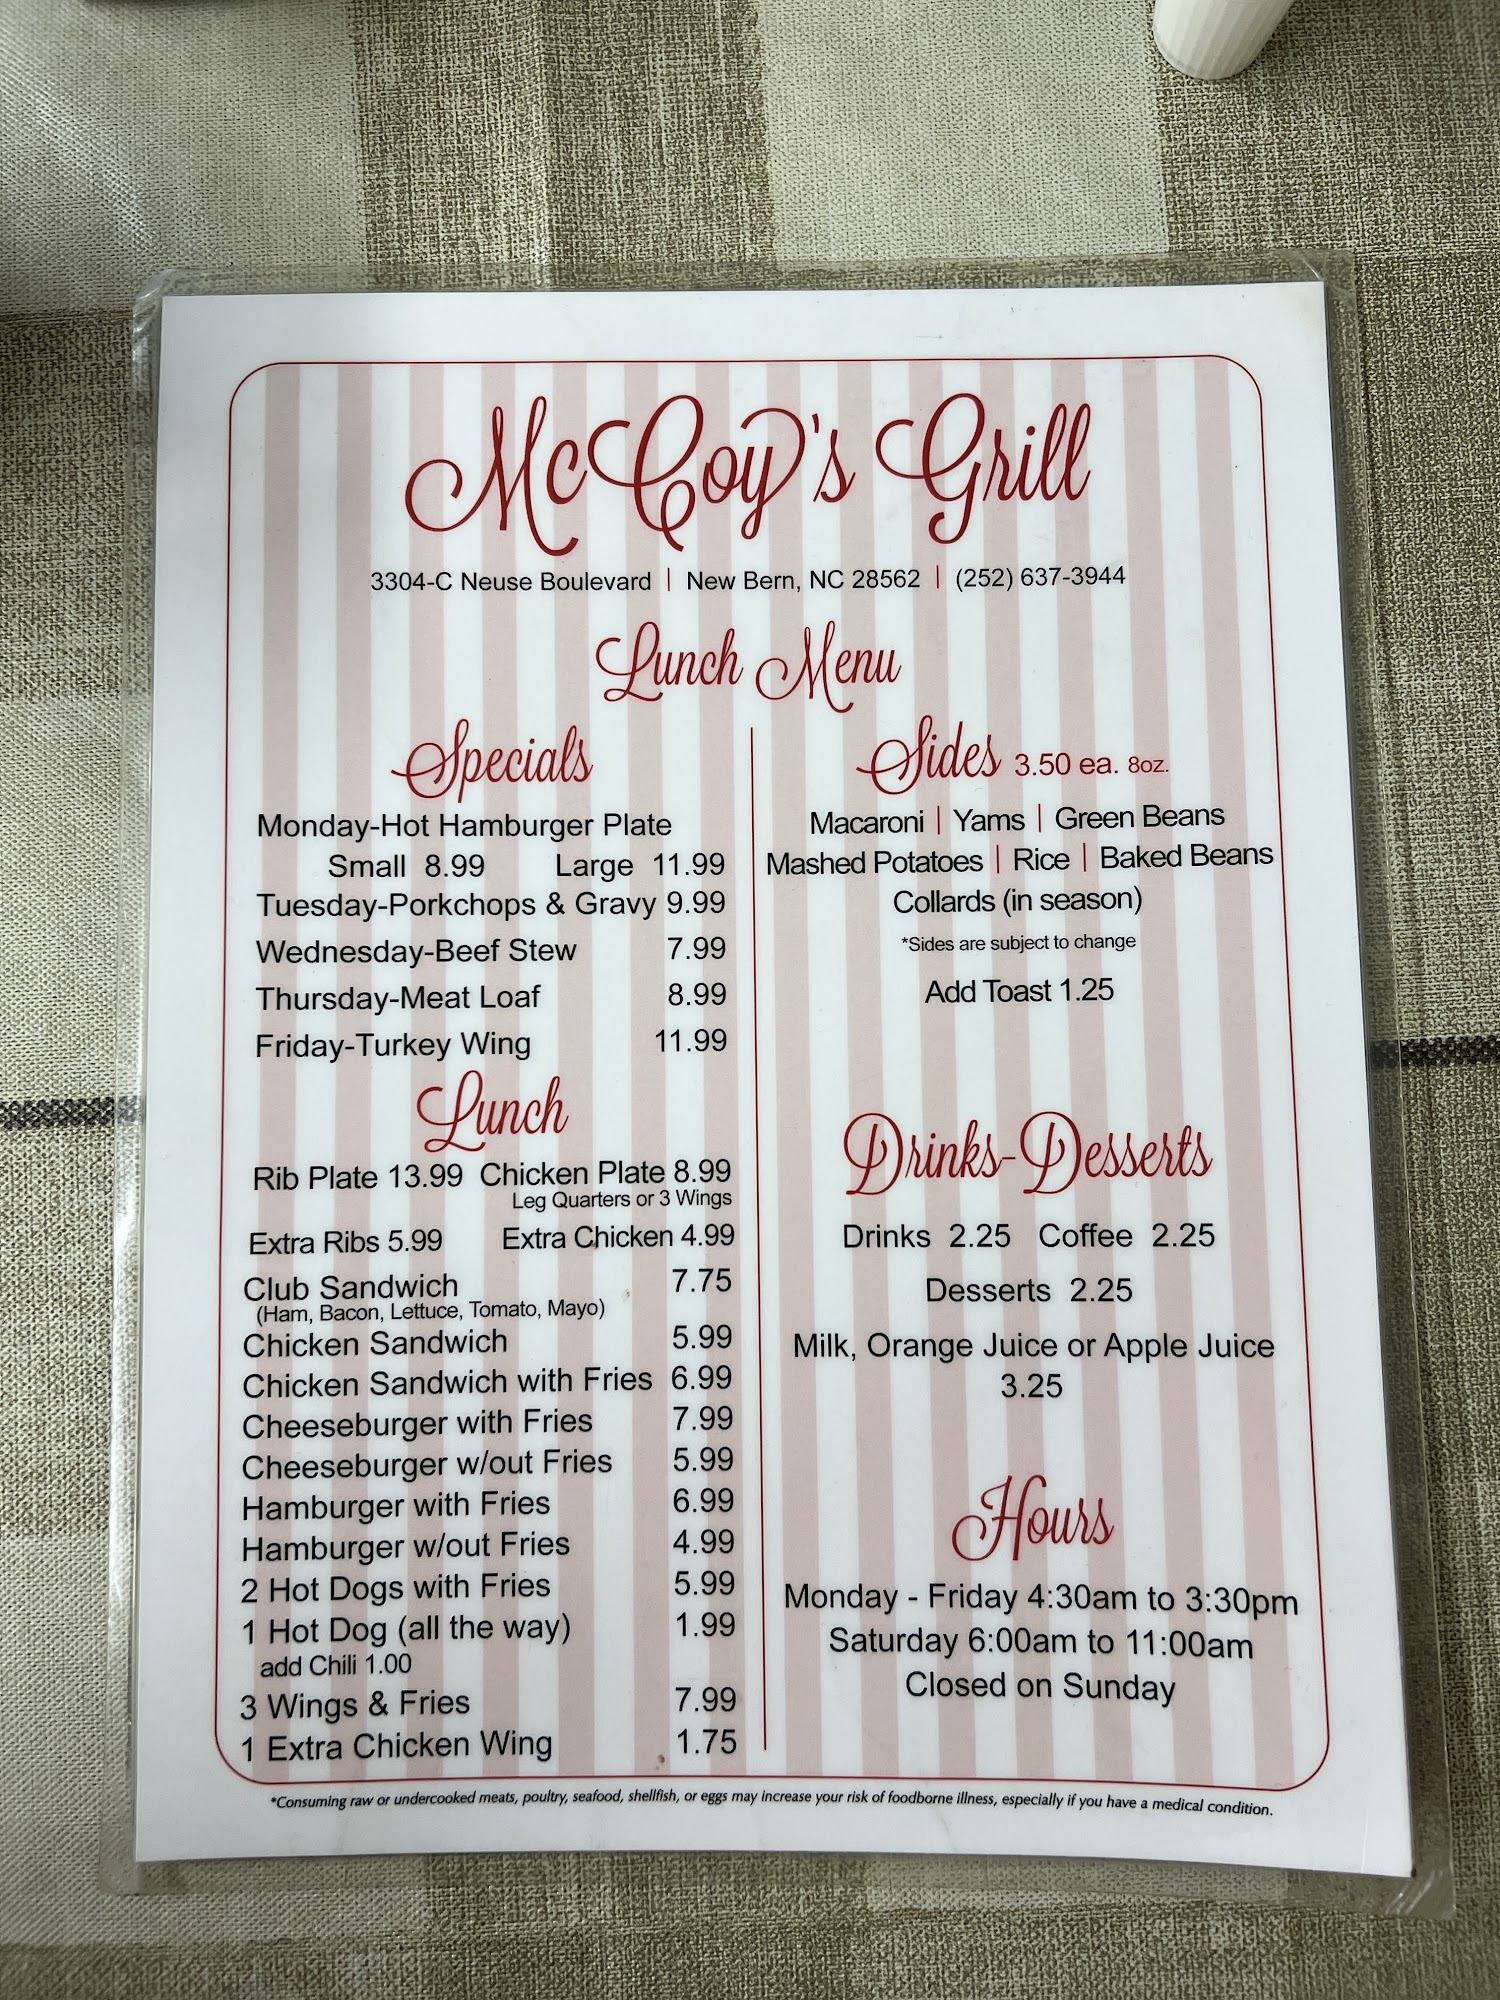 McCoy's Grill
3304-C Neuse Boulevard | New Bern, NC 28562 | (252) 637-3944
Lunch Menu
Specials
Monday-Hot Hamburger Plate
Small 8.99 Large 11.99
Tuesday-Porkchops & Gravy 9.99
Wednesday-Beef Stew 7.99
Thursday-Meat Loaf 8.99
Friday-Turkey Wing 11.99
Lunch
Rib Plate 13.99 Chicken Plate 8.99
Leg Quarters or 3 Wings
Extra Ribs 5.99 Extra Chicken 4.99
Club Sandwich 7.75
(Ham, Bacon, Lettuce, Tomato, Mayo)
Chicken Sandwich 5.99
Chicken Sandwich with Fries 6.99
Cheeseburger with Fries 7.99
Cheeseburger w/out Fries 5.99
Hamburger with Fries 6.99
Hamburger w/out Fries 4.99
2 Hot Dogs with Fries 5.99
1 Hot Dog (all the way) 1.99
add Chili 1.00
3 Wings & Fries 7.99
1 Extra Chicken Wing 1.75
Sides 3.50 ea. 8oz.
Macaroni | Yams | Green Beans
Mashed Potatoes | Rice | Baked Beans
Collards (in season)
*Sides are subject to change
Add Toast 1.25
Drinks-Desserts
Drinks 2.25 Coffee 2.25
Desserts 2.25
Milk, Orange Juice or Apple Juice
3.25
Hours
Monday - Friday 4:30am to 3:30pm
Saturday 6:00am to 11:00am
Closed on Sunday
*Consuming raw or undercooked meats, poultry, seafood, shellfish, or eggs may increase your risk of foodborne illness, especially if you have a medical condition.